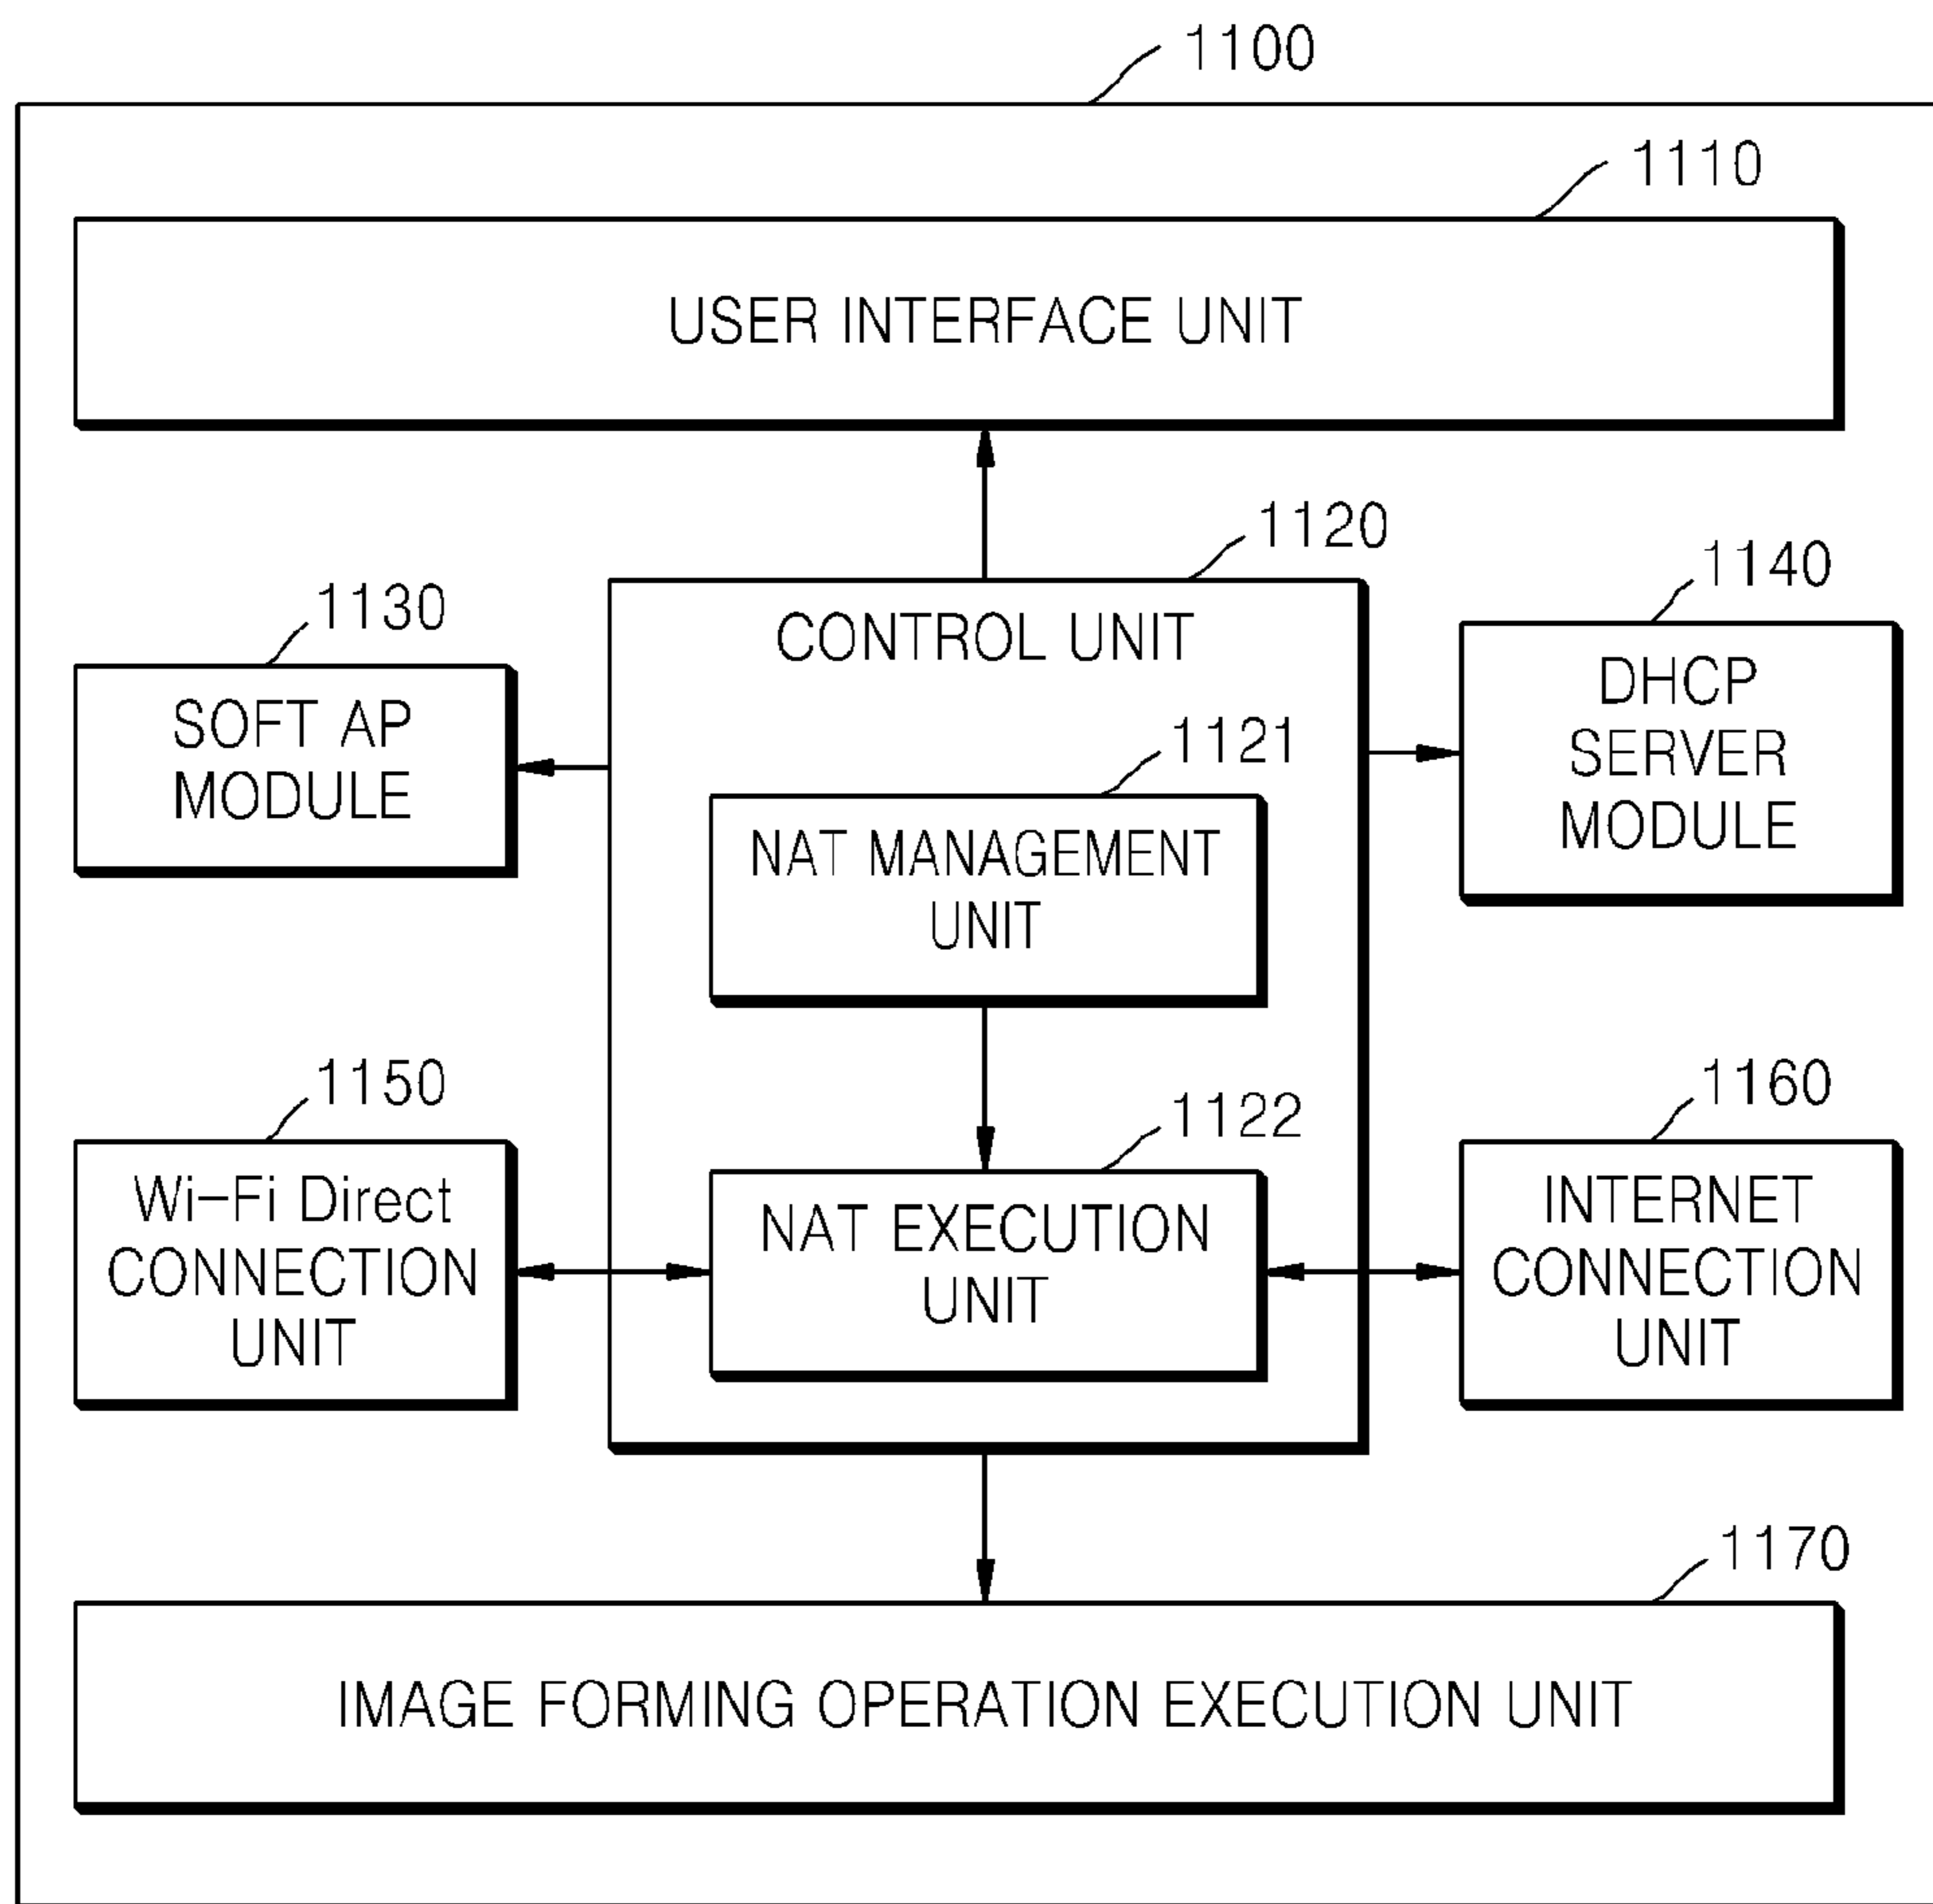 1100
1110
USER INTERFACE UNIT
1120
CONTROL UNIT
1130
SOFT AP
MODULE
1140
DHCP
SERVER
MODULE
1121
NAT MANAGEMENT
UNIT
1150
Wi-Fi Direct
CONNECTION
UNIT
1122
NAT EXECUTION
UNIT
1160
INTERNET
CONNECTION
UNIT
1170
IMAGE FORMING OPERATION EXECUTION UNIT